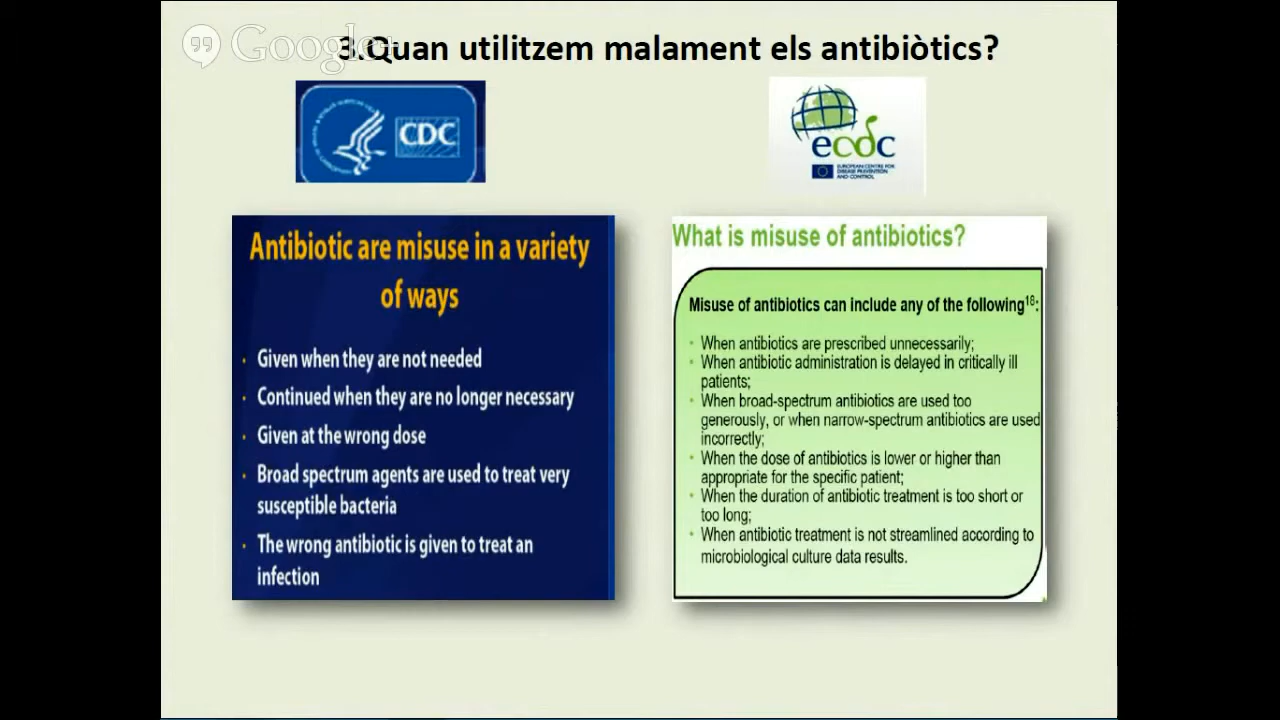 Google+
3.Quan utilitzem malament els antibiòtics?
CDC
ecdc
EUROPEAN CENTRE FOR
DISEASE PREVENTION
AND CONTROL
Antibiotic are misuse in a variety
of ways
· Given when they are not needed
· Continued when they are no longer necessary
· Given at the wrong dose
· Broad spectrum agents are used to treat very
susceptible bacteria
· The wrong antibiotic is given to treat an
infection
What is misuse of antibiotics?
Misuse of antibiotics can include any of the following18:
• When antibiotics are prescribed unnecessarily;
• When antibiotic administration is delayed in critically ill
patients;
• When broad-spectrum antibiotics are used too
generously, or when narrow-spectrum antibiotics are used
incorrectly;
• When the dose of antibiotics is lower or higher than
appropriate for the specific patient;
• When the duration of antibiotic treatment is too short or
too long;
• When antibiotic treatment is not streamlined according to
microbiological culture data results.